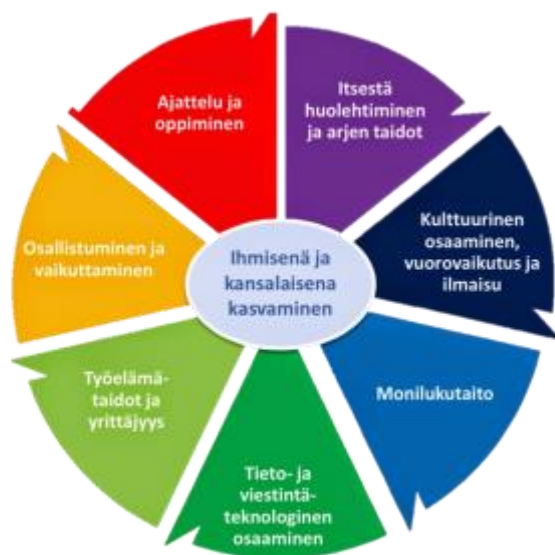 Ajattelu ja
oppiminen
Itsestä
huolehtiminen
ja arjen taidot
Kulttuurinen
osaaminen,
vuorovaikutus ja
ilmaisu
Monilukutaito
Tieto- ja
viestintä-
teknologinen
osaaminen
Työelämä-
taidot ja
yrittäjyys
Osallistuminen ja
vaikuttaminen
Ihmisenä ja
kansalaisena
kasvaminen